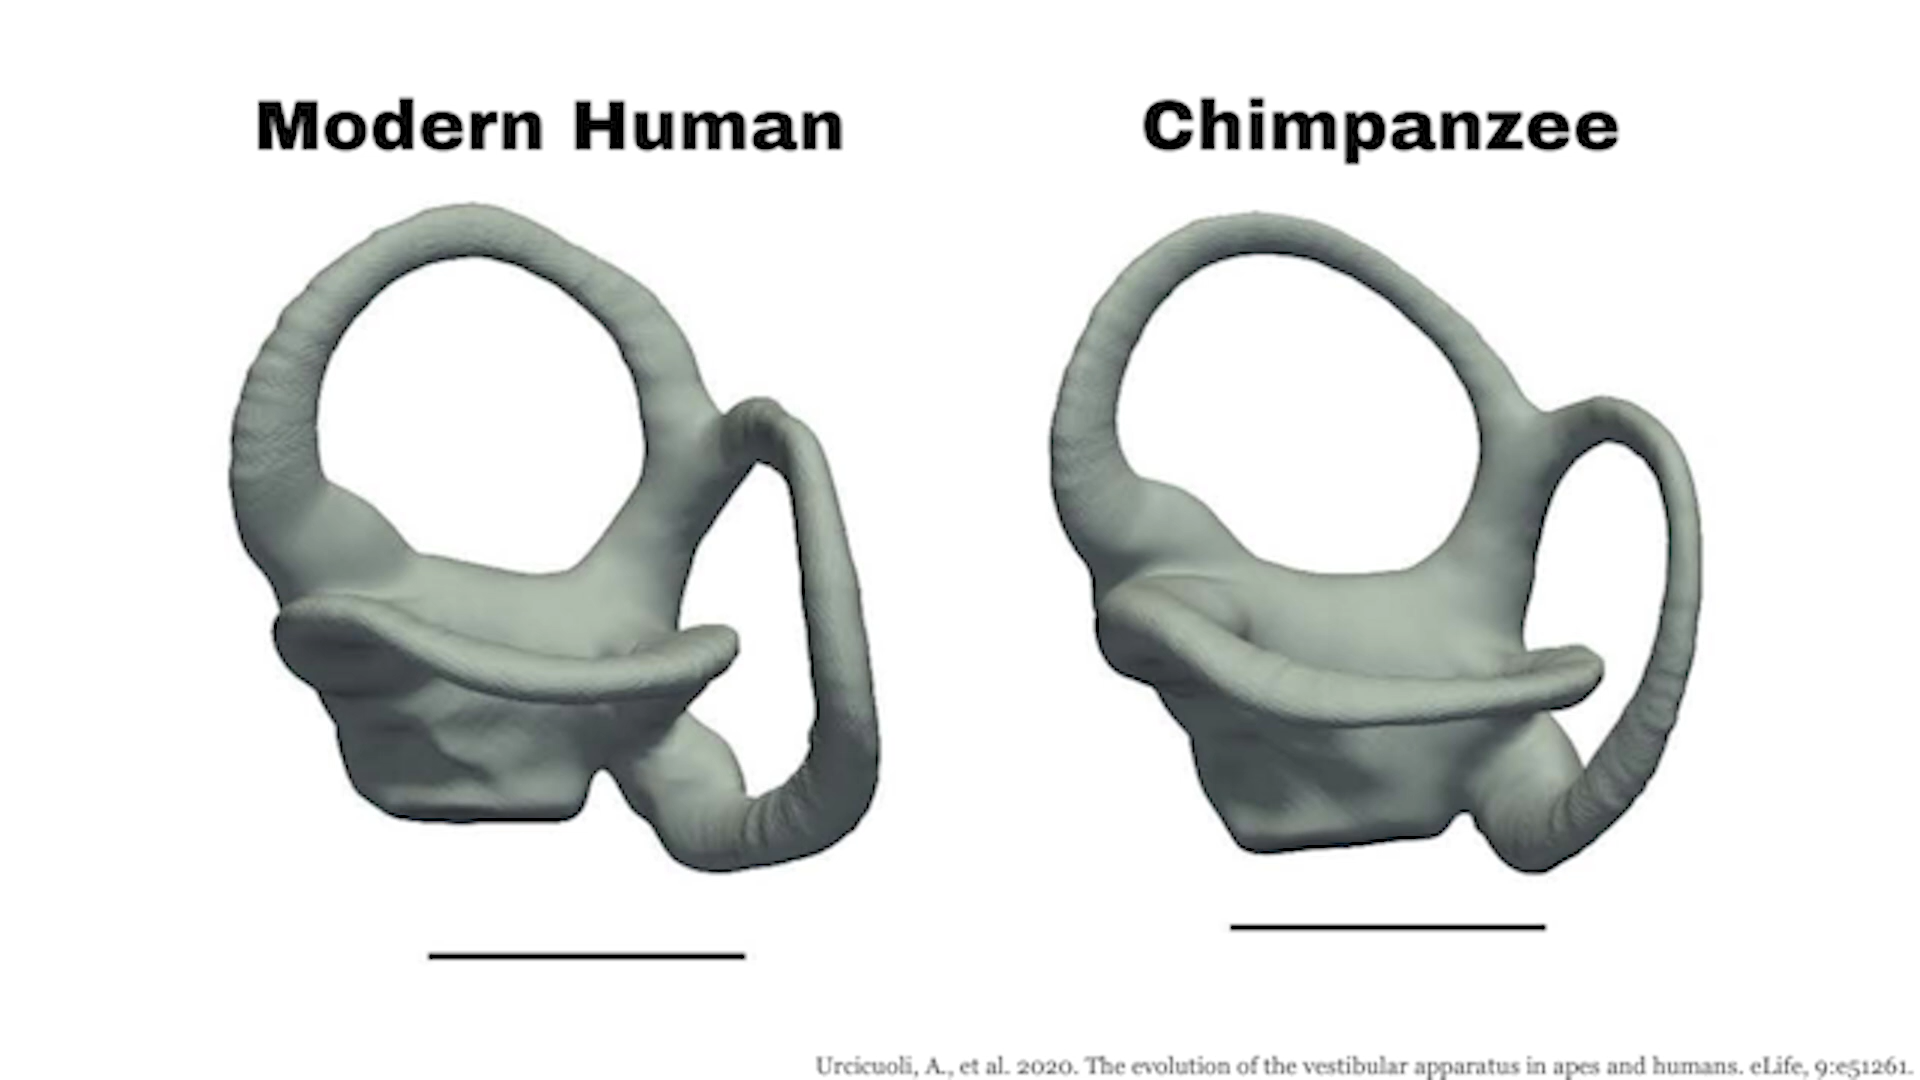 Modern Human
Chimpanzee
Urcicuoli, A., et al. 2020. The evolution of the vestibular apparatus in apes and humans. eLife, 9:e51261.